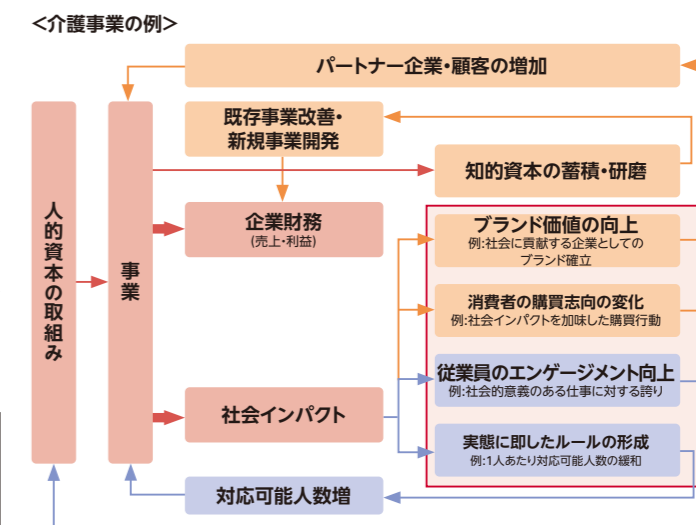 <介護事業の例>
パートナー企業・顧客の増加
既存事業改善・
新規事業開発
知的資本の蓄積・研磨
人的資本の取組み
事業
企業財務
(売上・利益)
ブランド価値の向上
例:社会に貢献する企業としての
ブランド確立
消費者の購買志向の変化
例:社会インパクトを加味した購買行動
従業員のエンゲージメント向上
例:社会的意義のある仕事に対する誇り
社会インパクト
実態に即したルールの形成
例:1人あたり対応可能人数の緩和
対応可能人数増